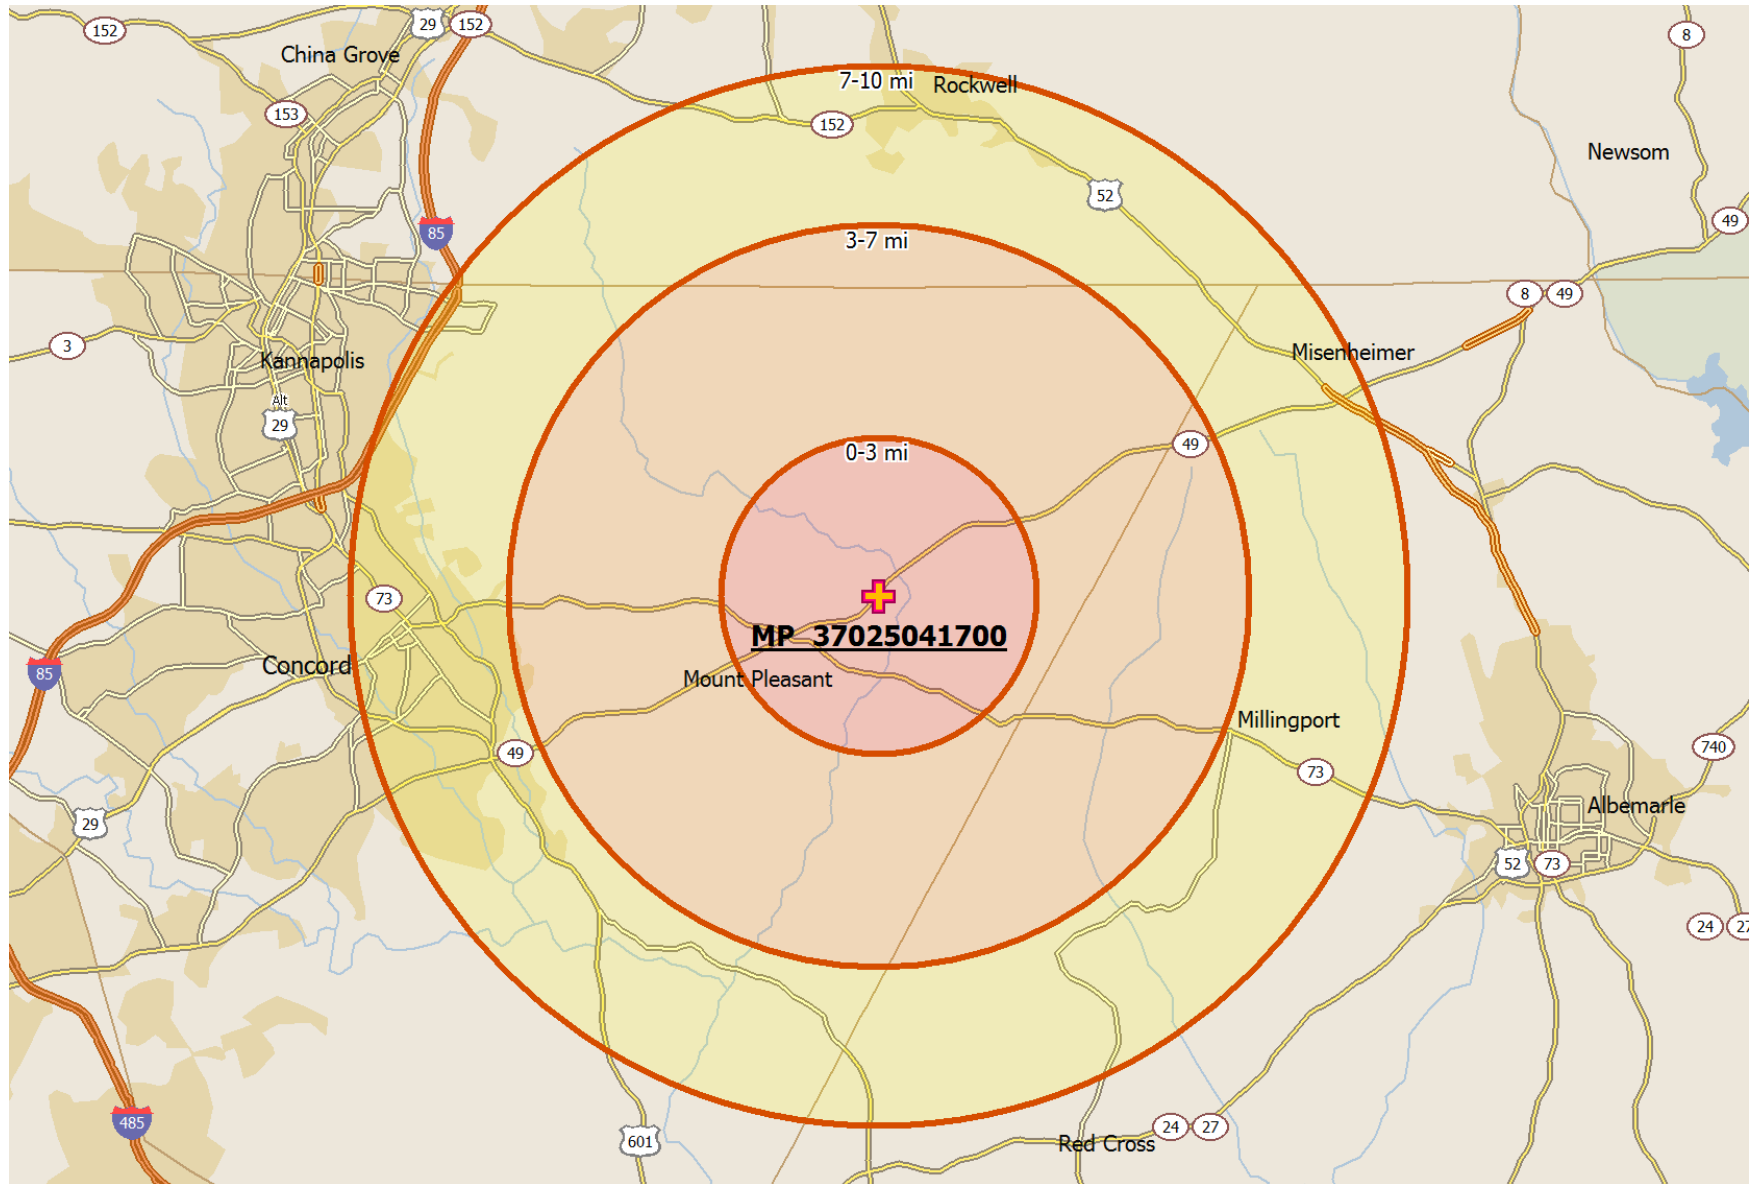 152
29
152
8
China Grove
7-10 mi
Rockwell
153
152
Newsom
52
49
85
3-7 mi
8
49
3
Kannapolis
Misenheimer
Alt
29
49
0-3 mi
73
MP 37025041700
Concord
85
Mount Pleasant
Millingport
49
740
73
Albemarle
29
52
73
24
27
485
601
24
27
Red Cross